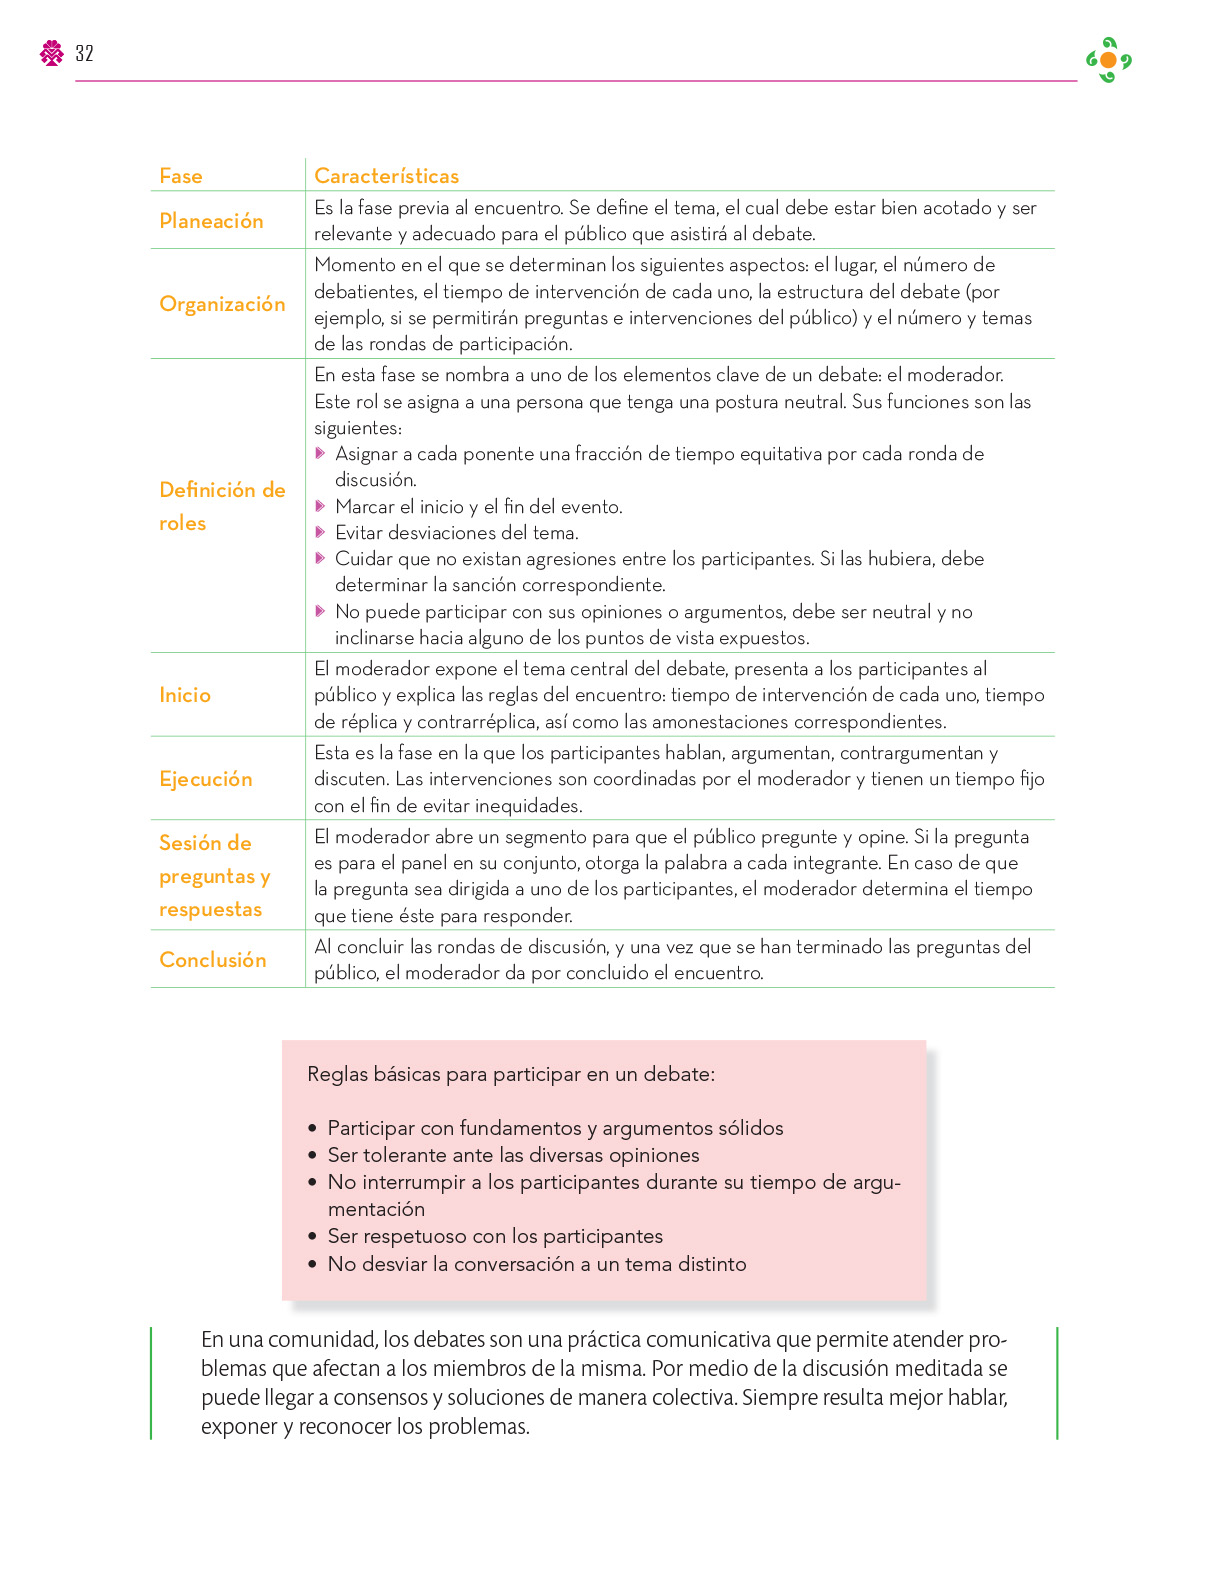 32
Fase
Características
Planeación
Es la fase previa al encuentro. Se define el tema, el cual debe estar bien acotado y ser
relevante y adecuado para el público que asistirá al debate.
Organización
Momento en el que se determinan los siguientes aspectos: el lugar, el número de
debatientes, el tiempo de intervención de cada uno, la estructura del debate (por
ejemplo, si se permitirán preguntas e intervenciones del público) y el número y temas
de las rondas de participación.
Definición de
roles
En esta fase se nombra a uno de los elementos clave de un debate: el moderador.
Este rol se asigna a una persona que tenga una postura neutral. Sus funciones son las
siguientes:
Asignar a cada ponente una fracción de tiempo equitativa por cada ronda de
discusión.
Marcar el inicio y el fin del evento.
Evitar desviaciones del tema.
Cuidar que no existan agresiones entre los participantes. Si las hubiera, debe
determinar la sanción correspondiente.
No puede participar con sus opiniones o argumentos, debe ser neutral y no
inclinarse hacia alguno de los puntos de vista expuestos.
Inicio
El moderador expone el tema central del debate, presenta a los participantes al
público y explica las reglas del encuentro: tiempo de intervención de cada uno, tiempo
de réplica y contrarréplica, así como las amonestaciones correspondientes.
Ejecución
Esta es la fase en la que los participantes hablan, argumentan, contrargumentan y
discuten. Las intervenciones son coordinadas por el moderador y tienen un tiempo fijo
con el fin de evitar inequidades.
Sesión de
preguntas y
respuestas
El moderador abre un segmento para que el público pregunte y opine. Si la pregunta
es para el panel en su conjunto, otorga la palabra a cada integrante. En caso de que
la pregunta sea dirigida a uno de los participantes, el moderador determina el tiempo
que tiene éste para responder.
Conclusión
Al concluir las rondas de discusión, y una vez que se han terminado las preguntas del
público, el moderador da por concluido el encuentro.
Reglas básicas para participar en un debate:
• Participar con fundamentos y argumentos sólidos
• Ser tolerante ante las diversas opiniones
• No interrumpir a los participantes durante su tiempo de argu-
mentación
• Ser respetuoso con los participantes
• No desviar la conversación a un tema distinto
En una comunidad, los debates son una práctica comunicativa que permite atender pro-
blemas que afectan a los miembros de la misma. Por medio de la discusión meditada se
puede llegar a consensos y soluciones de manera colectiva. Siempre resulta mejor hablar,
exponer y reconocer los problemas.